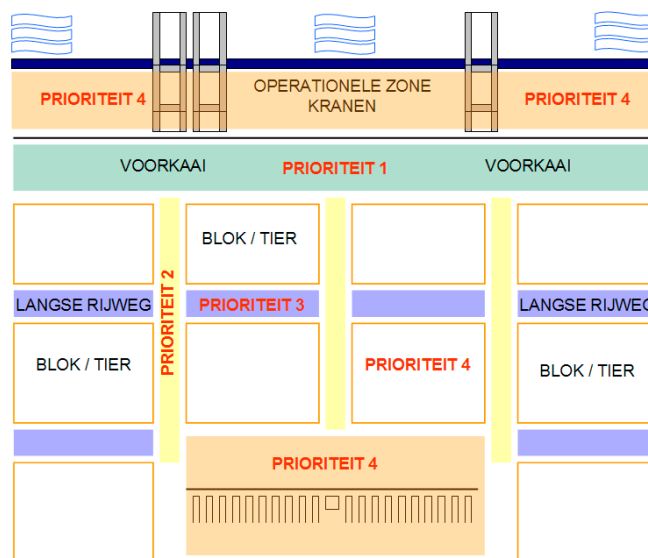 PRIORITEIT 4
OPERATIONELE ZONE
KRANEN
PRIORITEIT 4
VOORKAAI
PRIORITEIT 1
VOORKAAI
BLOK / TIER
PRIORITEIT 2
LANGSE RIJWEG
PRIORITEIT 3
LANGSE RIJWEG
BLOK / TIER
PRIORITEIT 4
BLOK / TIER
PRIORITEIT 4